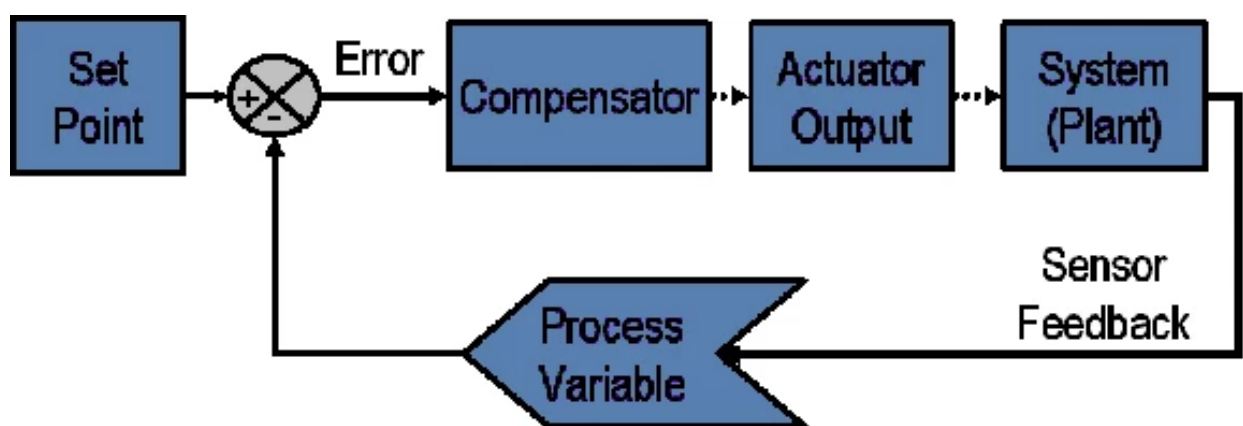 Set
Point
+
-
Error
Compensator
Actuator
Output
System
(Plant)
Sensor
Feedback
Process
Variable